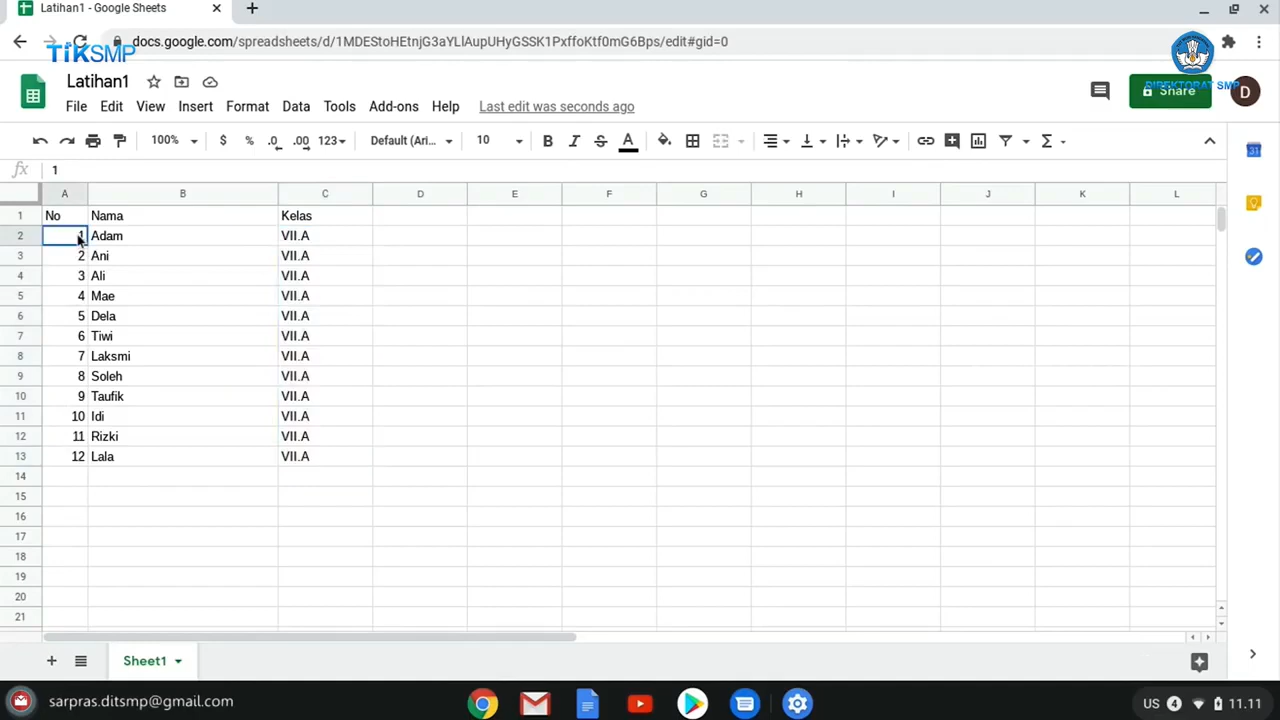 Latihan1 - Google Sheets
docs.google.com/spreadsheets/d/1MDEStoHEtnjG3aYLlAupUHyGSSK1PxffoKtf0mG6Bps/edit#gid=0
TIKSMP
DIREKTORAT SMP
Latihan1
File Edit View Insert Format Data Tools Add-ons Help Last edit was seconds ago
Share D
100% $ % .0 .00 123 Default (Ari... 10 B I S A Σ
fx 1
A B C D E F G H I J K L
1 No Nama Kelas
2 1 Adam VII.A
3 2 Ani VII.A
4 3 Ali VII.A
5 4 Mae VII.A
6 5 Dela VII.A
7 6 Tiwi VII.A
8 7 Laksmi VII.A
9 8 Soleh VII.A
10 9 Taufik VII.A
11 10 Idi VII.A
12 11 Rizki VII.A
13 12 Lala VII.A
14
15
16
17
18
19
20
21
31
Sheet1
sarpras.ditsmp@gmail.com
US 4 11.11